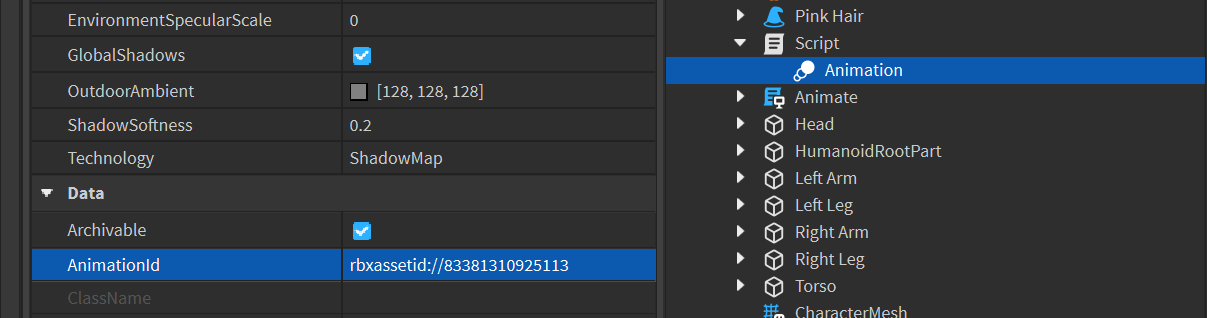 EnvironmentSpecularScale 0
GlobalShadows
OutdoorAmbient [128, 128, 128]
ShadowSoftness 0.2
Technology ShadowMap
Data
Archivable
AnimationId rbxassetid://83381310925113
ClassName
Pink Hair
Script
Animation
Animate
Head
HumanoidRootPart
Left Arm
Left Leg
Right Arm
Right Leg
Torso
CharacterMesh